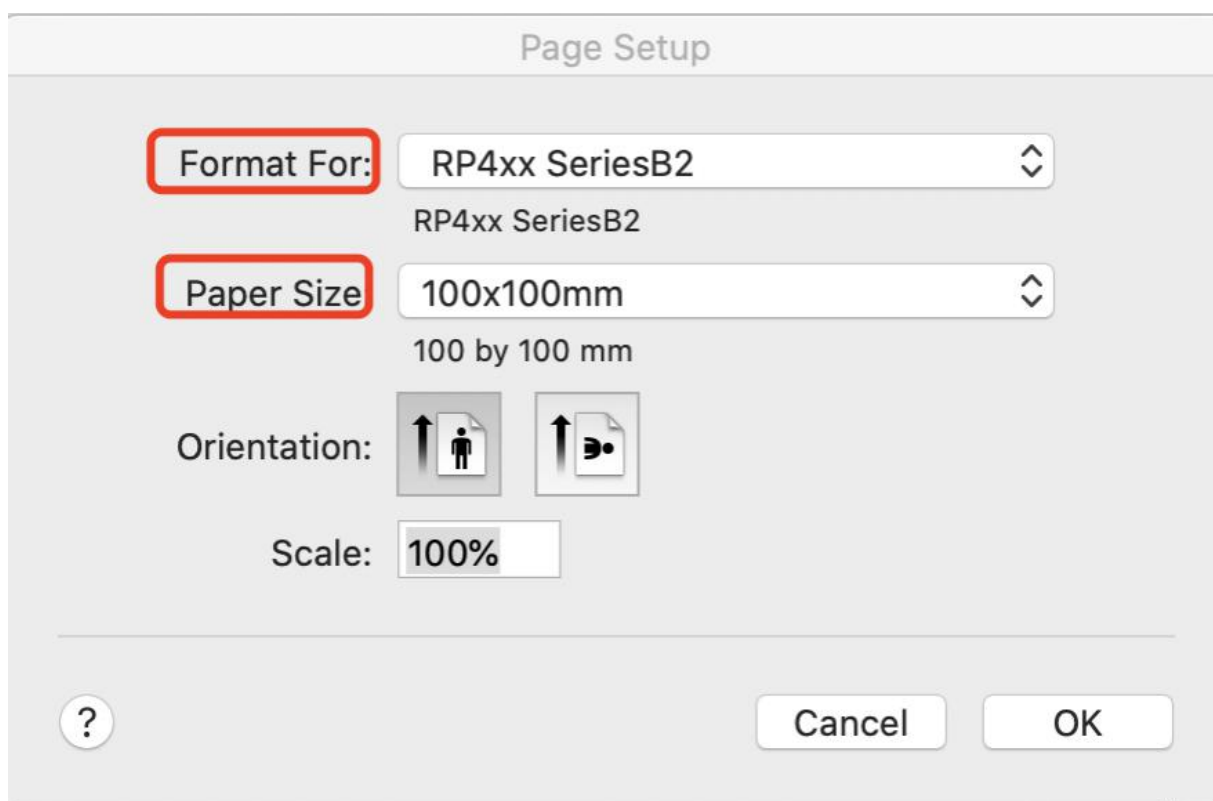 Page Setup
Format For: RP4xx SeriesB2
RP4xx SeriesB2
Paper Size 100x100mm
100 by 100 mm
Orientation:
Scale: 100%
? Cancel OK